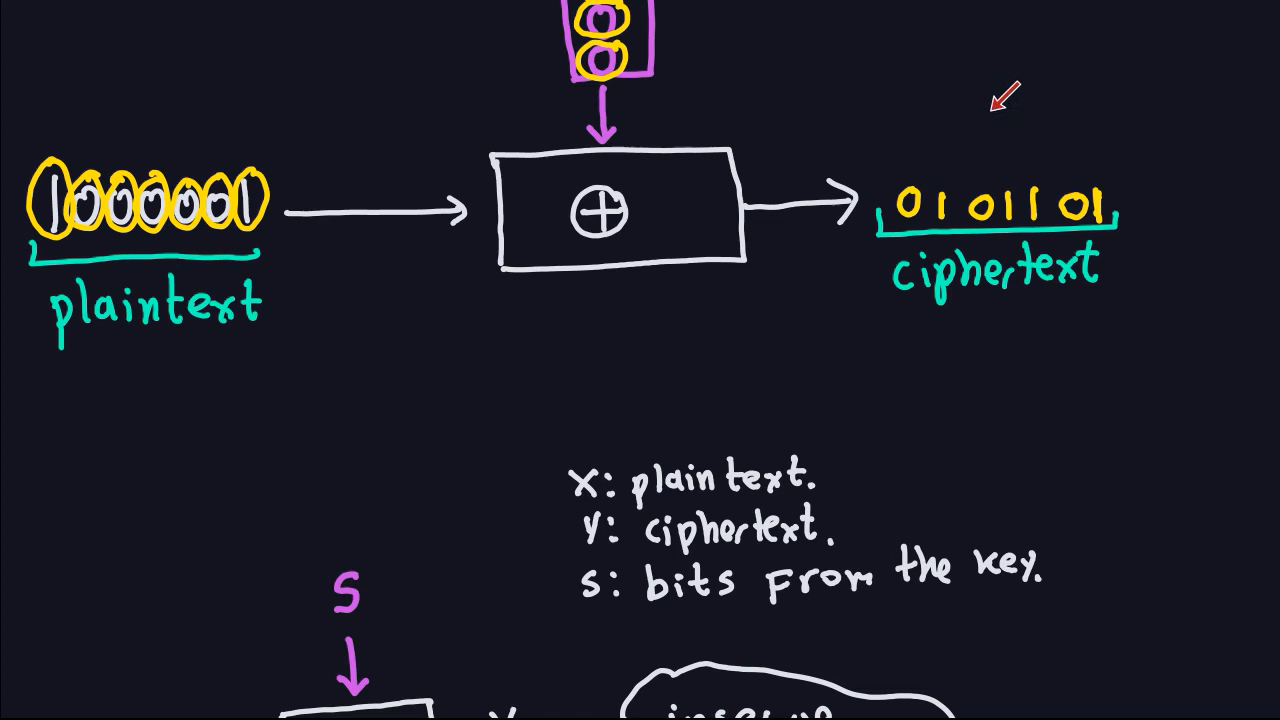 0
0
1000001
⊕
0101101
plaintext
ciphertext
x: plaintext.
y: ciphertext.
s: bits from the key.
S